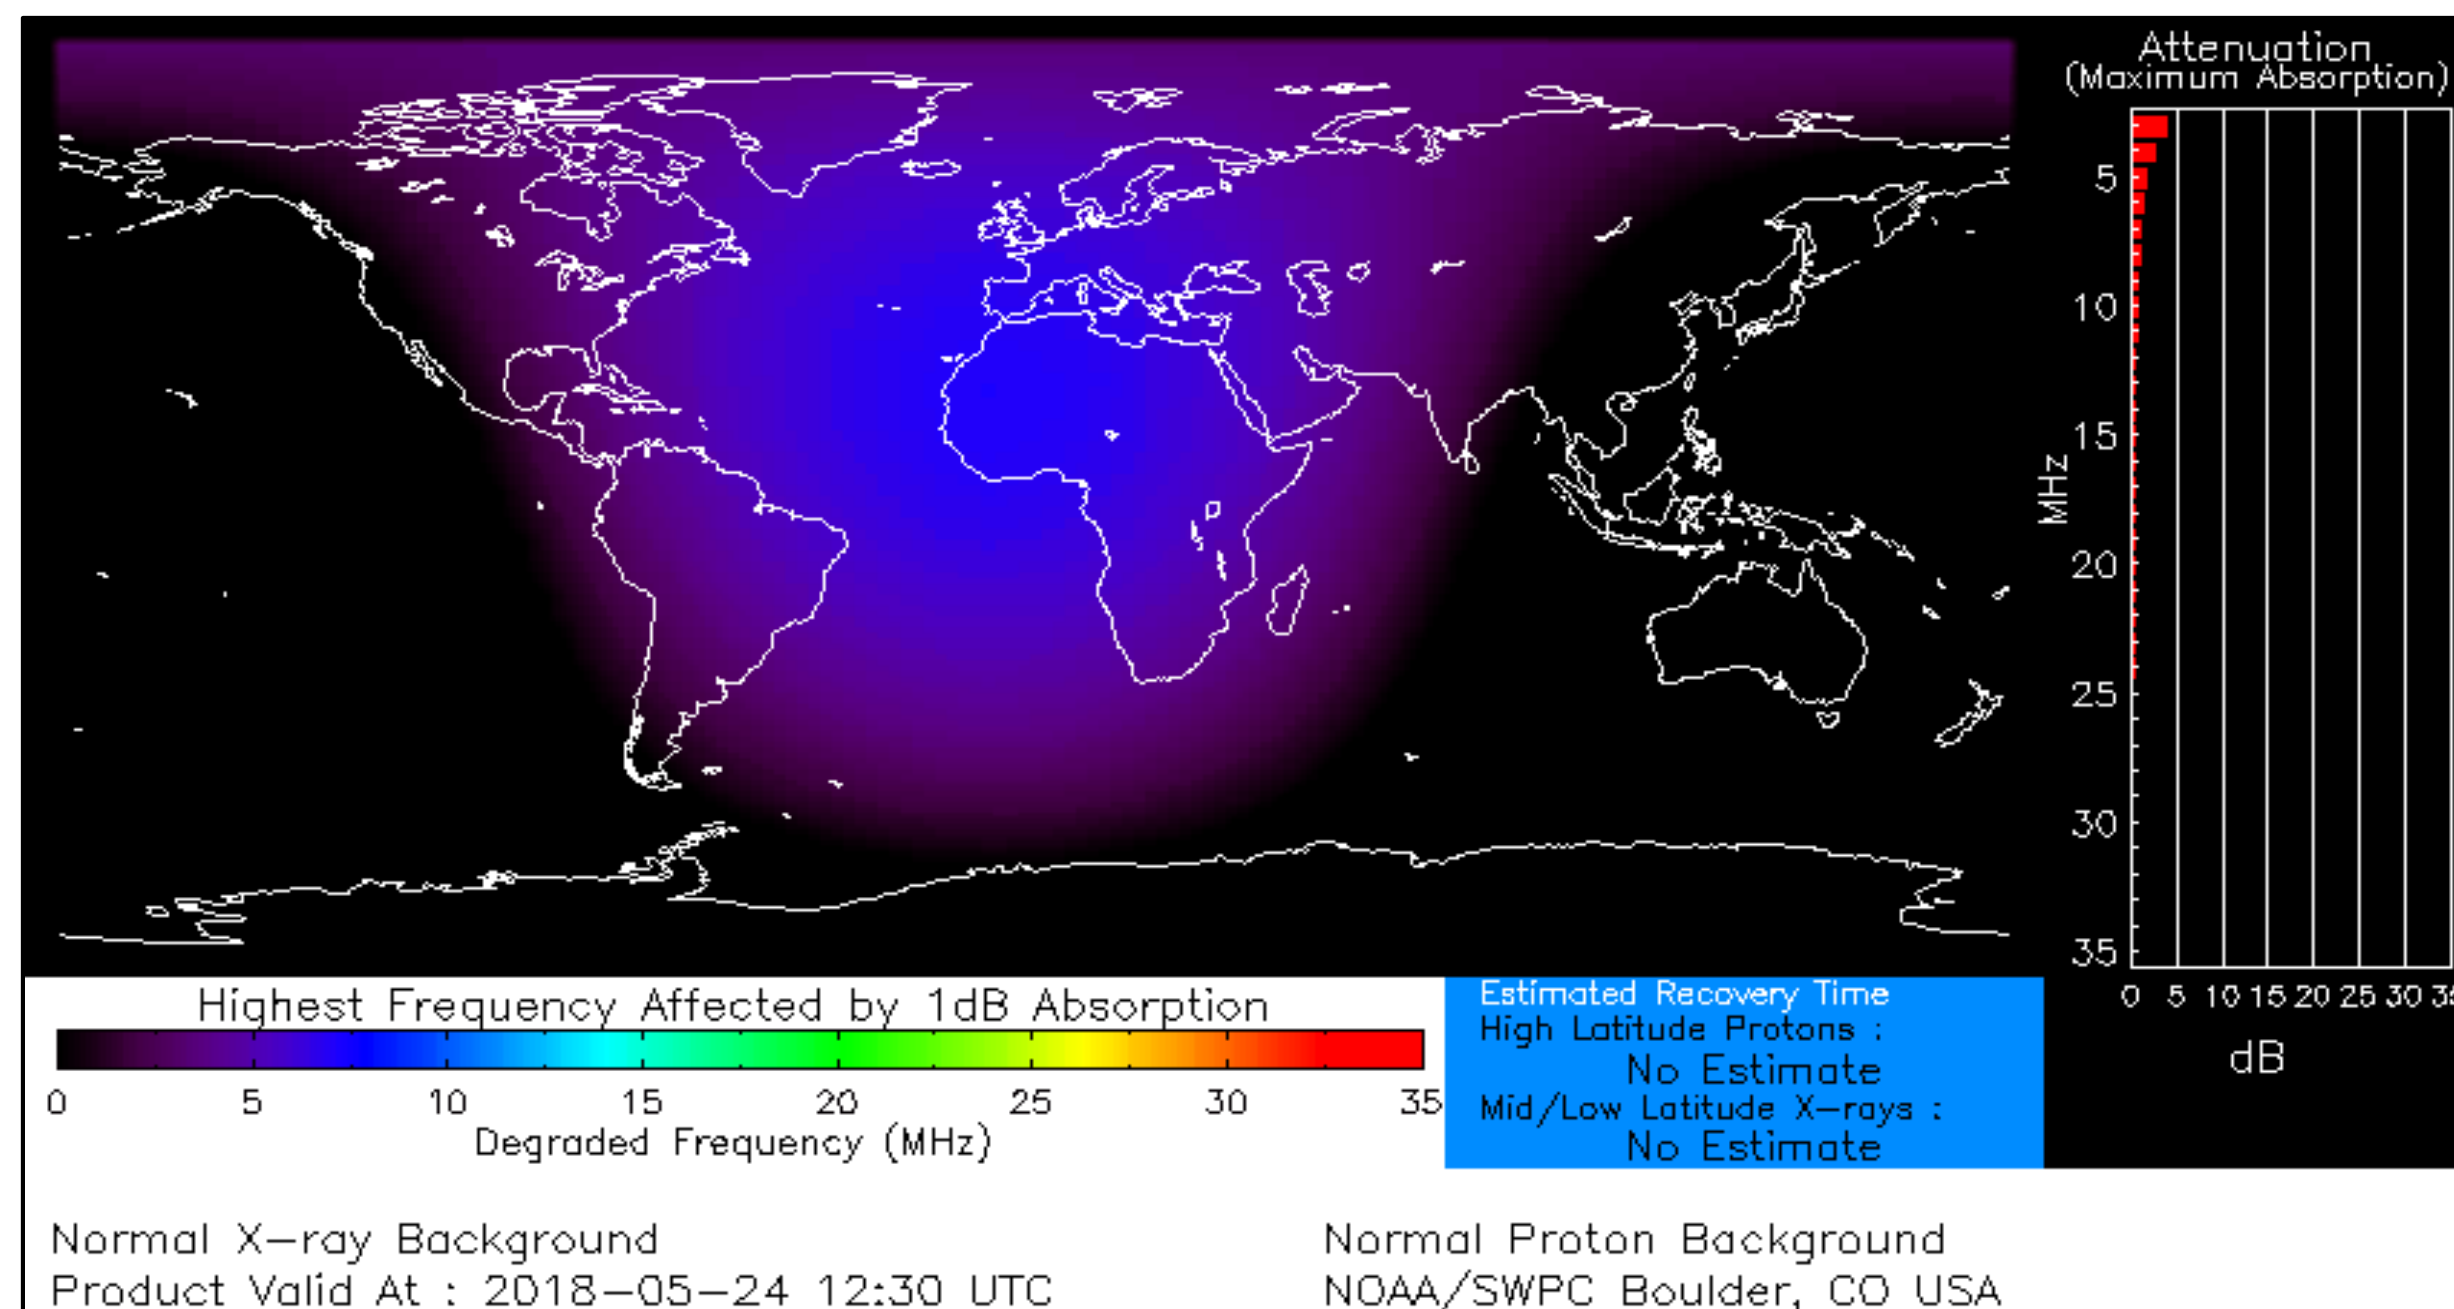 Attenuation
(Maximum Absorption)
5
10
15
20
25
30
35
MHz
0 5 10 15 20 25 30
dB
Highest Frequency Affected by 1dB Absorption
0 5 10 15 20 25 30 35
Degraded Frequency (MHz)
Estimated Recovery Time
High Latitude Protons :
No Estimate
Mid/Low Latitude X-rays :
No Estimate
Normal X-ray Background
Normal Proton Background
Product Valid At : 2018-05-24 12:30 UTC
NOAA/SWPC Boulder, CO USA